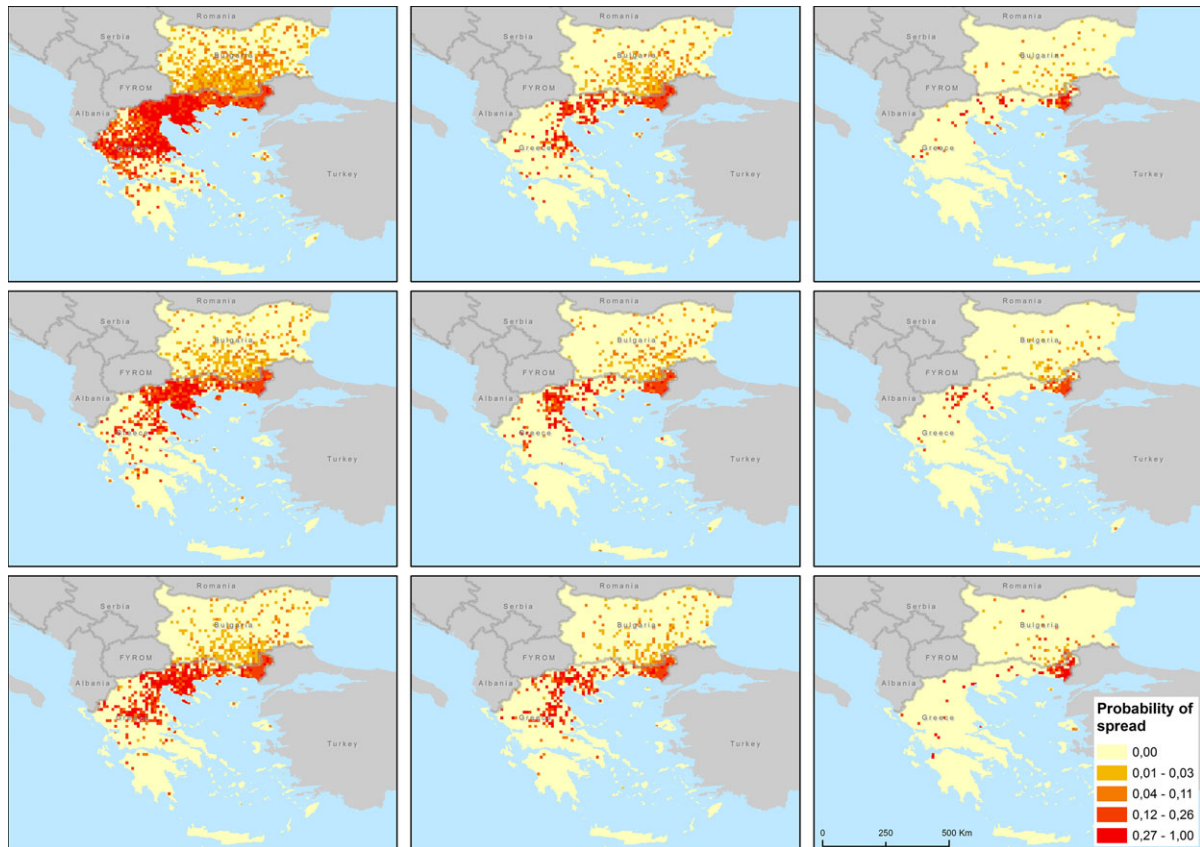 Romania
Serbia
Bulgaria
FYROM
Albania
Greece
Turkey
Romania
Serbia
Bulgaria
FYROM
Albania
Greece
Turkey
Romania
Serbia
Bulgaria
FYROM
Albania
Greece
Turkey
Romania
Serbia
Bulgaria
FYROM
Albania
Greece
Turkey
Romania
Serbia
Bulgaria
FYROM
Albania
Greece
Turkey
Romania
Serbia
Bulgaria
FYROM
Albania
Greece
Turkey
Romania
Serbia
Bulgaria
FYROM
Albania
Greece
Turkey
Romania
Serbia
Bulgaria
FYROM
Albania
Greece
Turkey
Romania
Serbia
Bulgaria
FYROM
Albania
Greece
Turkey
Probability of
spread
0,00
0,01 - 0,03
0,04 - 0,11
0,12 - 0,26
0,27 - 1,00
0 250 500 Km